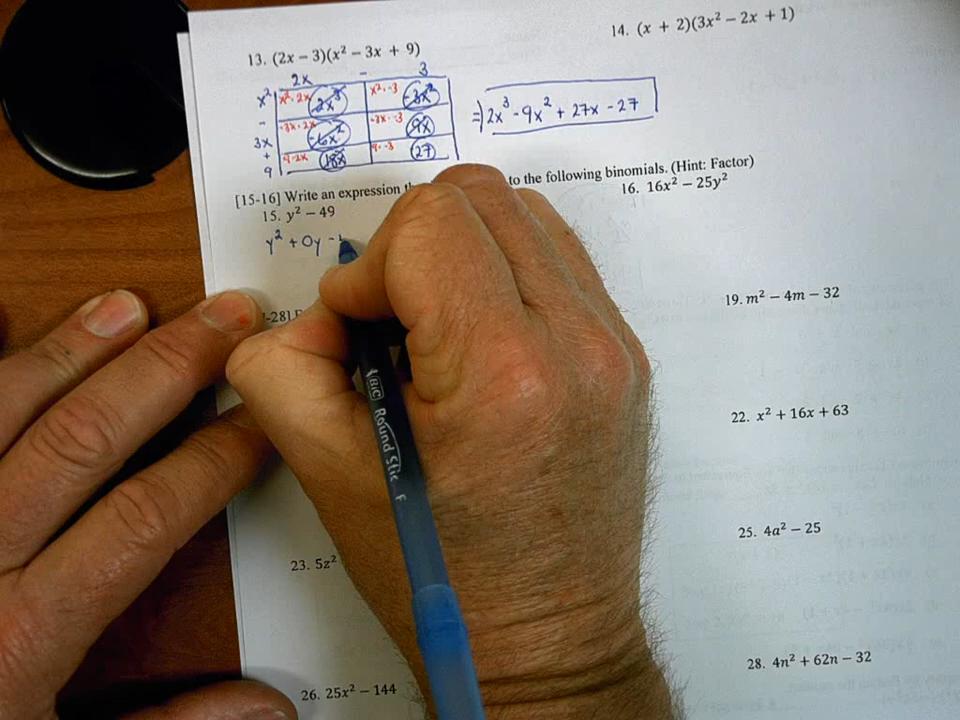 13. (2x − 3)(x² − 3x + 9)
14. (x + 2)(3x² − 2x + 1)
2x − 3
x² x²·2x 2x³ x²·-3 -3x²
− 3x -3x·2x -6x² -3x·-3 9x
+ 9 9·2x 18x 9·-3 27
⇒ 2x³ - 9x² + 27x - 27
[15-16] Write an expression to the following binomials. (Hint: Factor)
15. y² − 49
16. 16x² − 25y²
y² + 0y -
-28]
19. m² − 4m − 32
22. x² + 16x + 63
BIC Round Stic F
23. 5z²
25. 4a² − 25
26. 25x² − 144
28. 4n² + 62n − 32